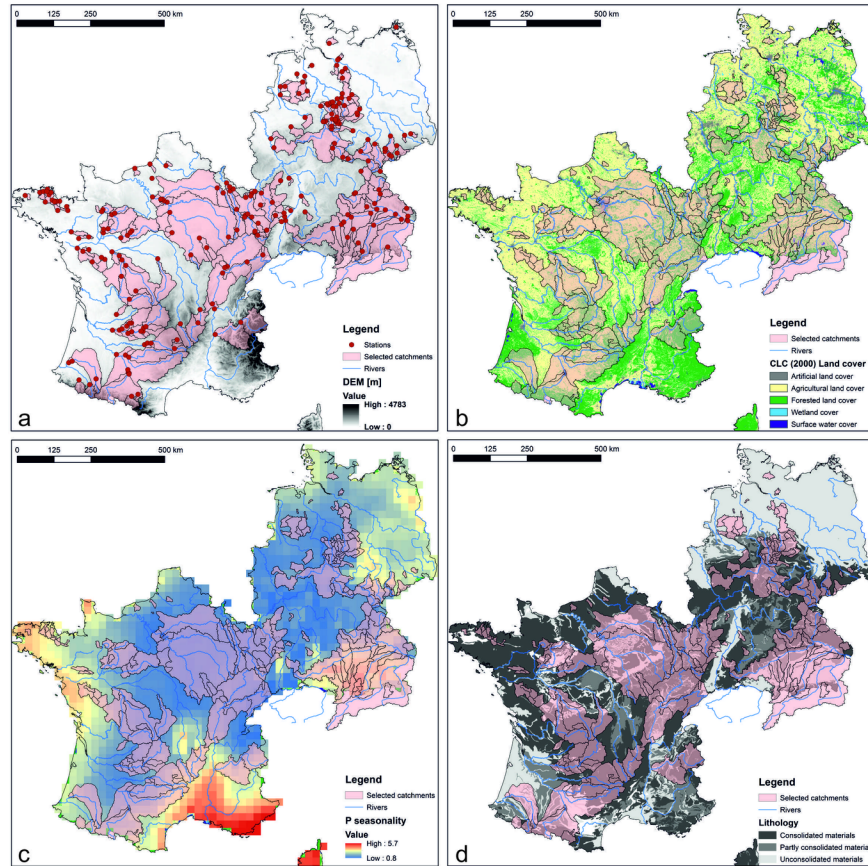 0 125 250 500 km
Legend
Stations
Selected catchments
Rivers
DEM [m]
Value
High : 4783
Low : 0
a
0 125 250 500 km
Legend
Selected catchments
Rivers
CLC (2000) Land cover
Artificial land cover
Agricultural land cover
Forested land cover
Wetland cover
Surface water cover
b
0 125 250 500 km
Legend
Selected catchments
Rivers
P seasonality
Value
High : 5.7
Low : 0.8
c
0 125 250 500 km
Legend
Selected catchments
Rivers
Lithology
Consolidated materials
Partly consolidated materials
Unconsolidated materials
d